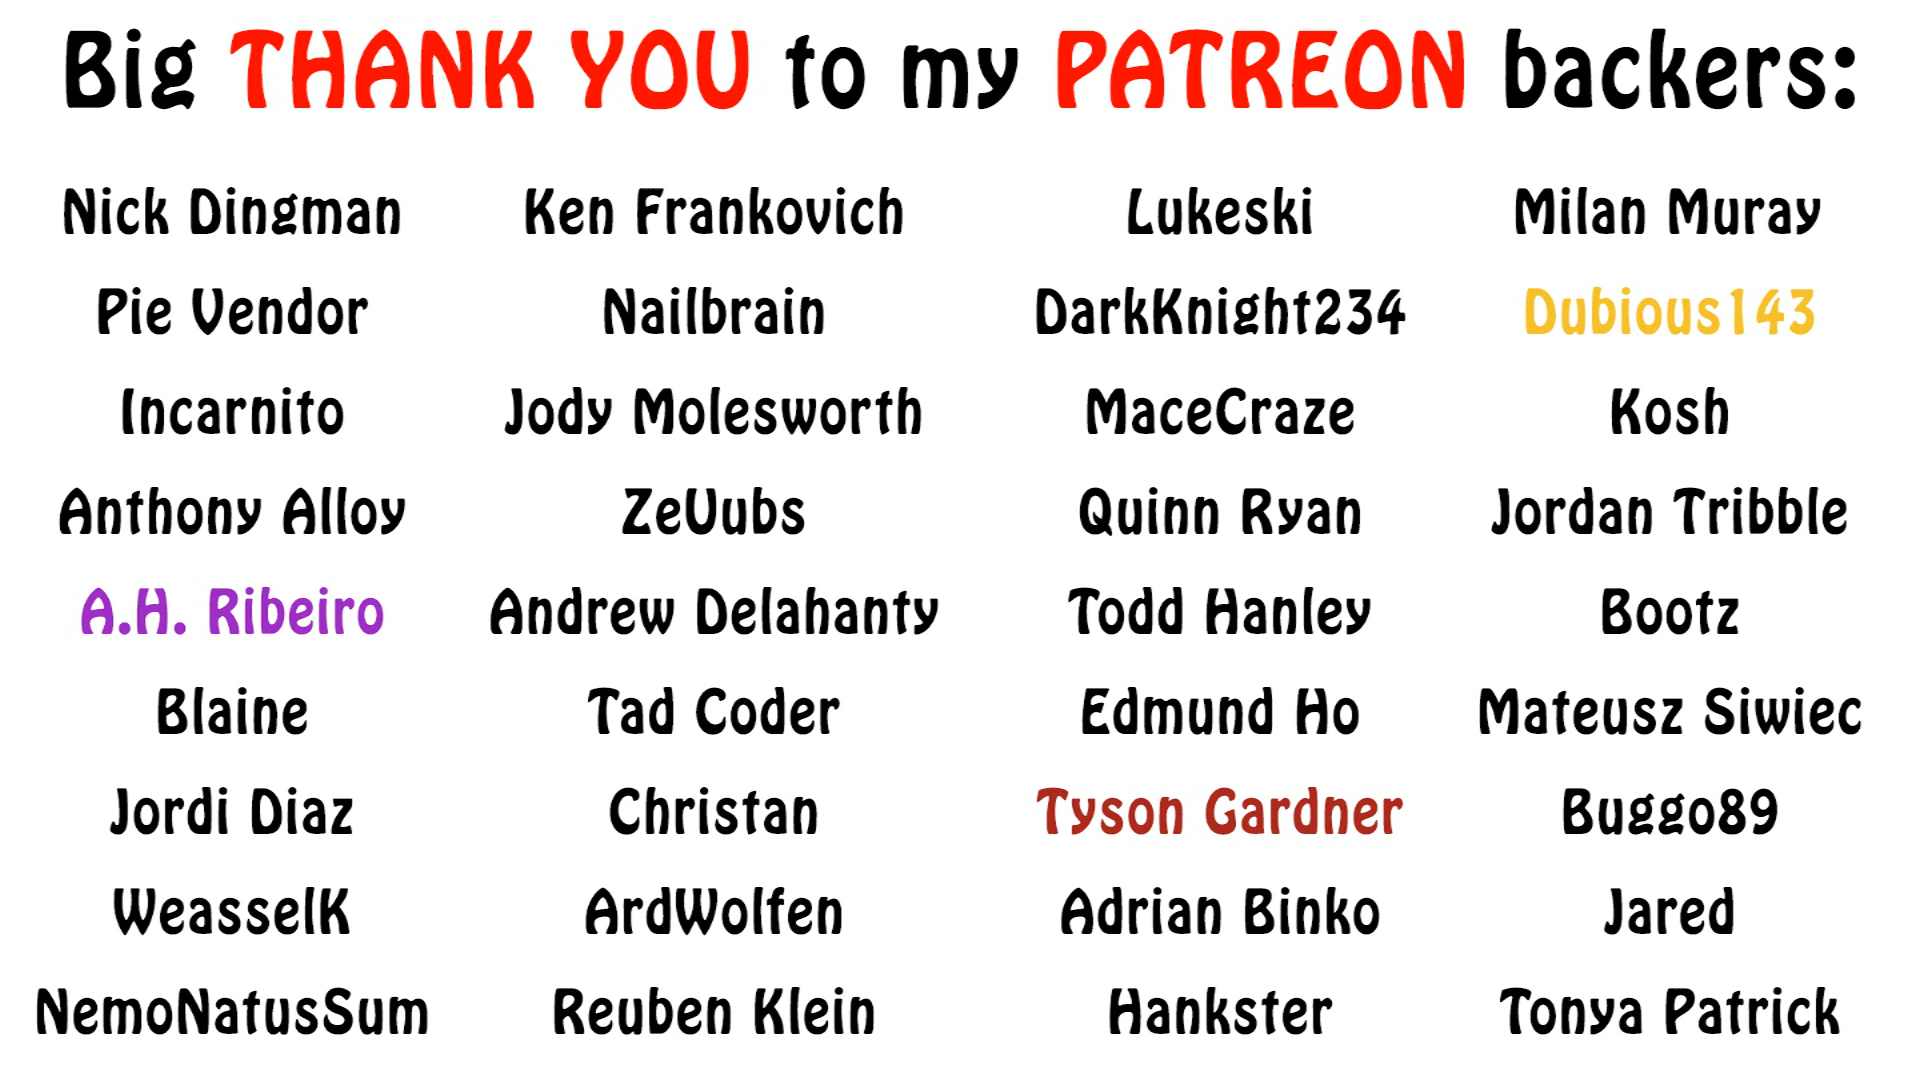 Big THANK YOU to my PATREON backers:
Nick Dingman Ken Frankovich Lukeski Milan Muray
Pie Vendor Nailbrain DarkKnight234 Dubious143
Incarnito Jody Molesworth MaceCraze Kosh
Anthony Alloy ZeUubs Quinn Ryan Jordan Tribble
A.H. Ribeiro Andrew Delahanty Todd Hanley Bootz
Blaine Tad Coder Edmund Ho Mateusz Siwiec
Jordi Diaz Christan Tyson Gardner Buggo89
WeasselK ArdWolfen Adrian Binko Jared
NemoNatusSum Reuben Klein Hankster Tonya Patrick